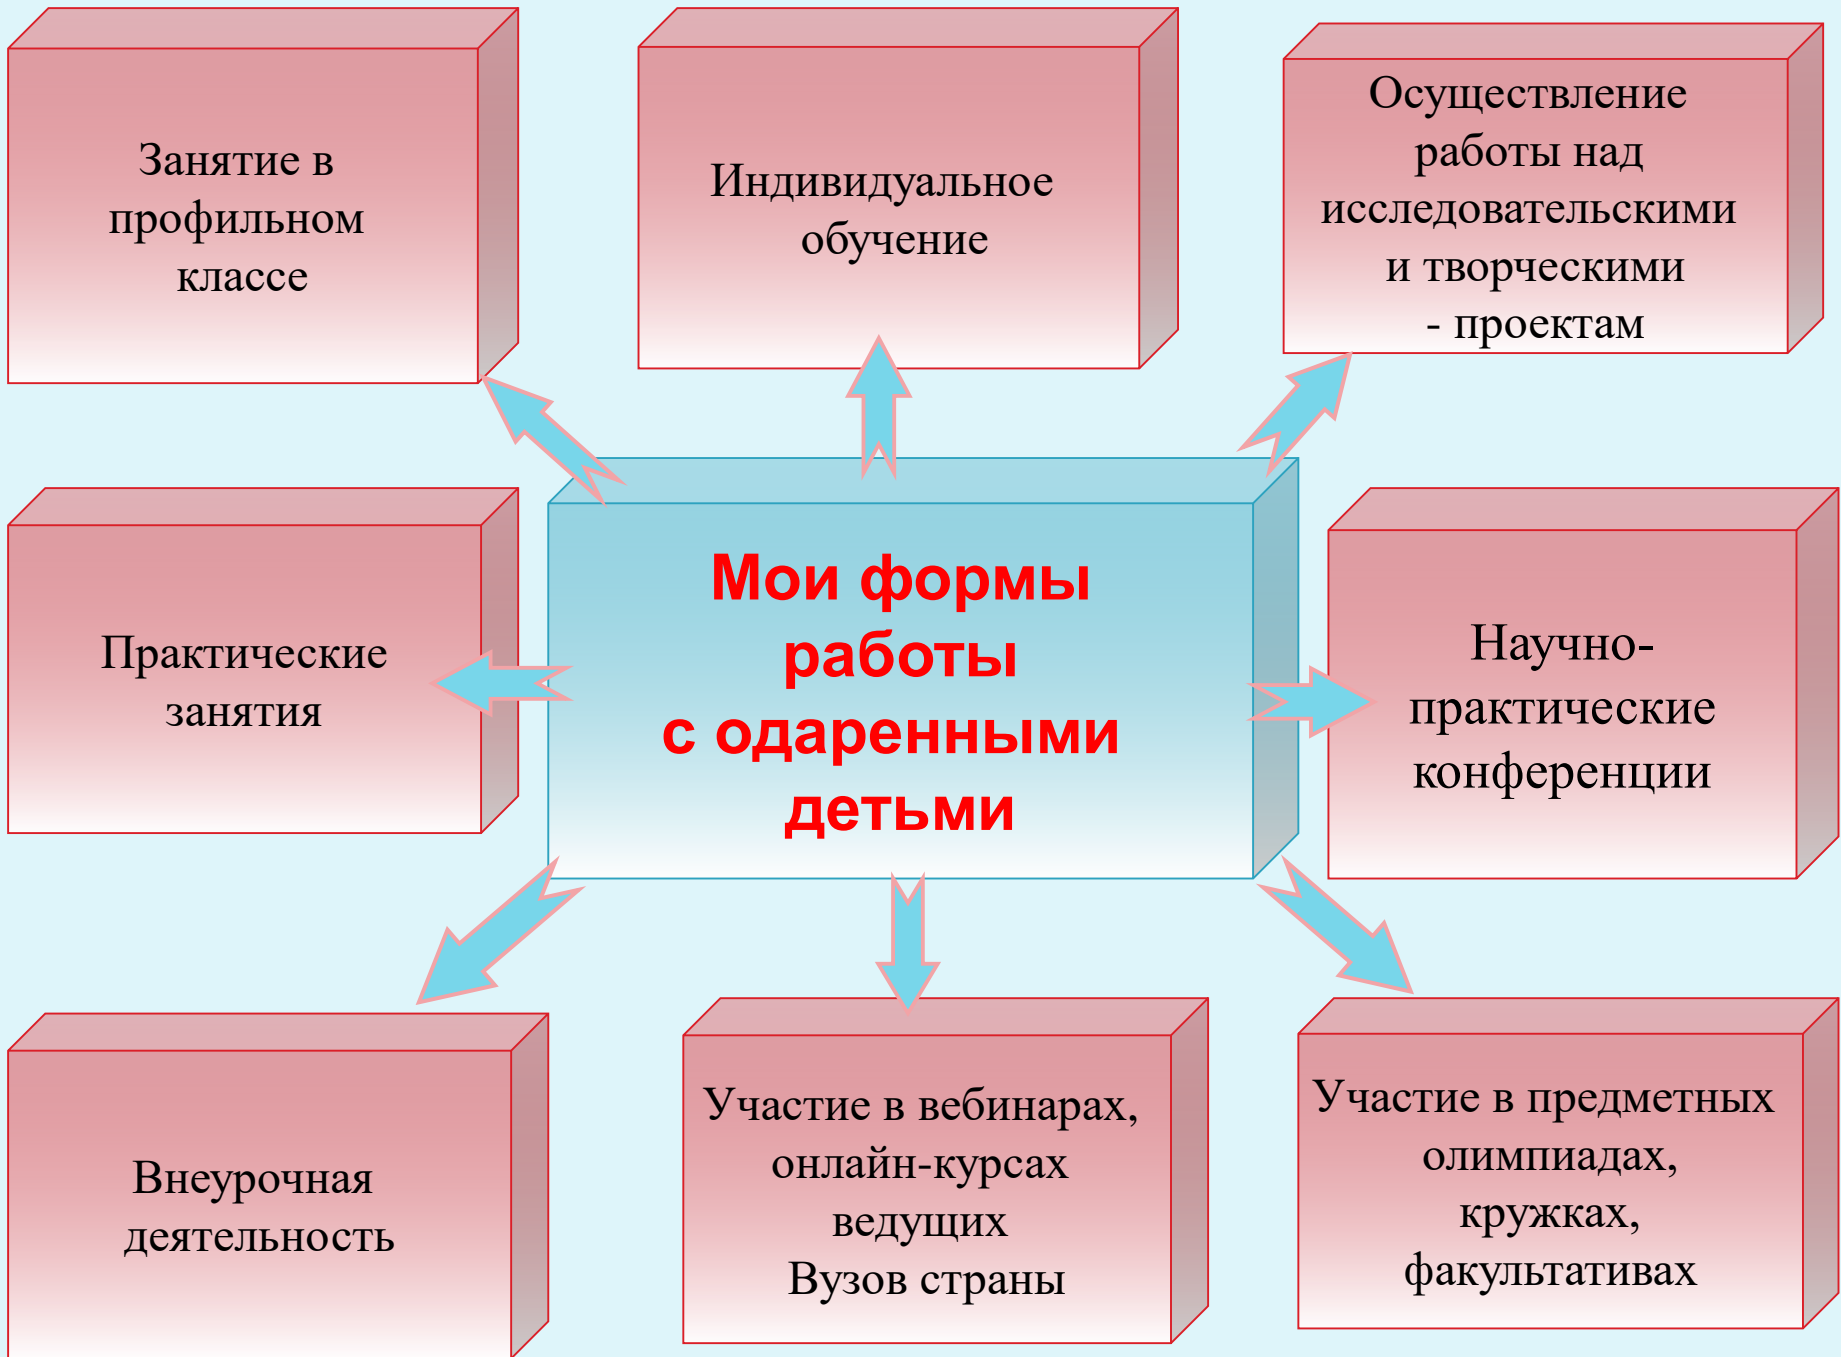 Занятие в
профильном
классе
Индивидуальное
обучение
Осуществление
работы над
исследовательскими
и творческими
- проектам
Практические
занятия
Мои формы
работы
с одаренными
детьми
Научно-
практические
конференции
Внеурочная
деятельность
Участие в вебинарах,
онлайн-курсах
ведущих
Вузов страны
Участие в предметных
олимпиадах,
кружках,
факультативах